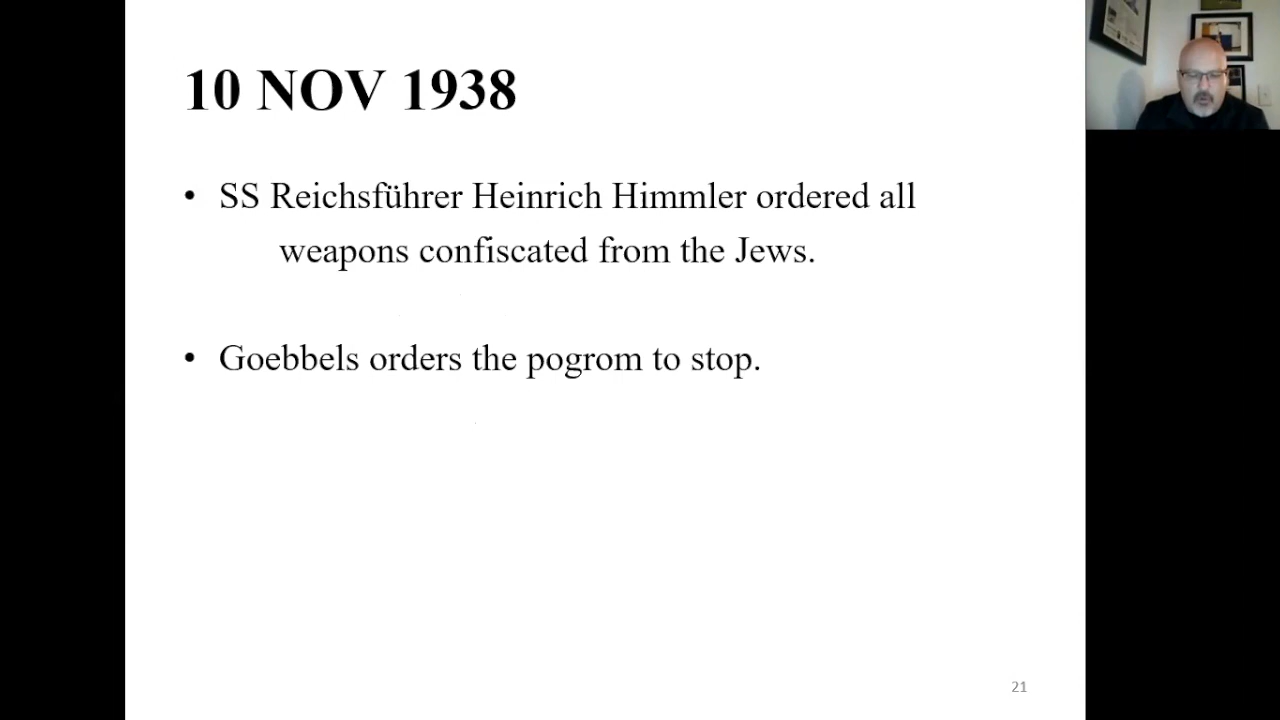 10 NOV 1938
• SS Reichsführer Heinrich Himmler ordered all
weapons confiscated from the Jews.
• Goebbels orders the pogrom to stop.
21